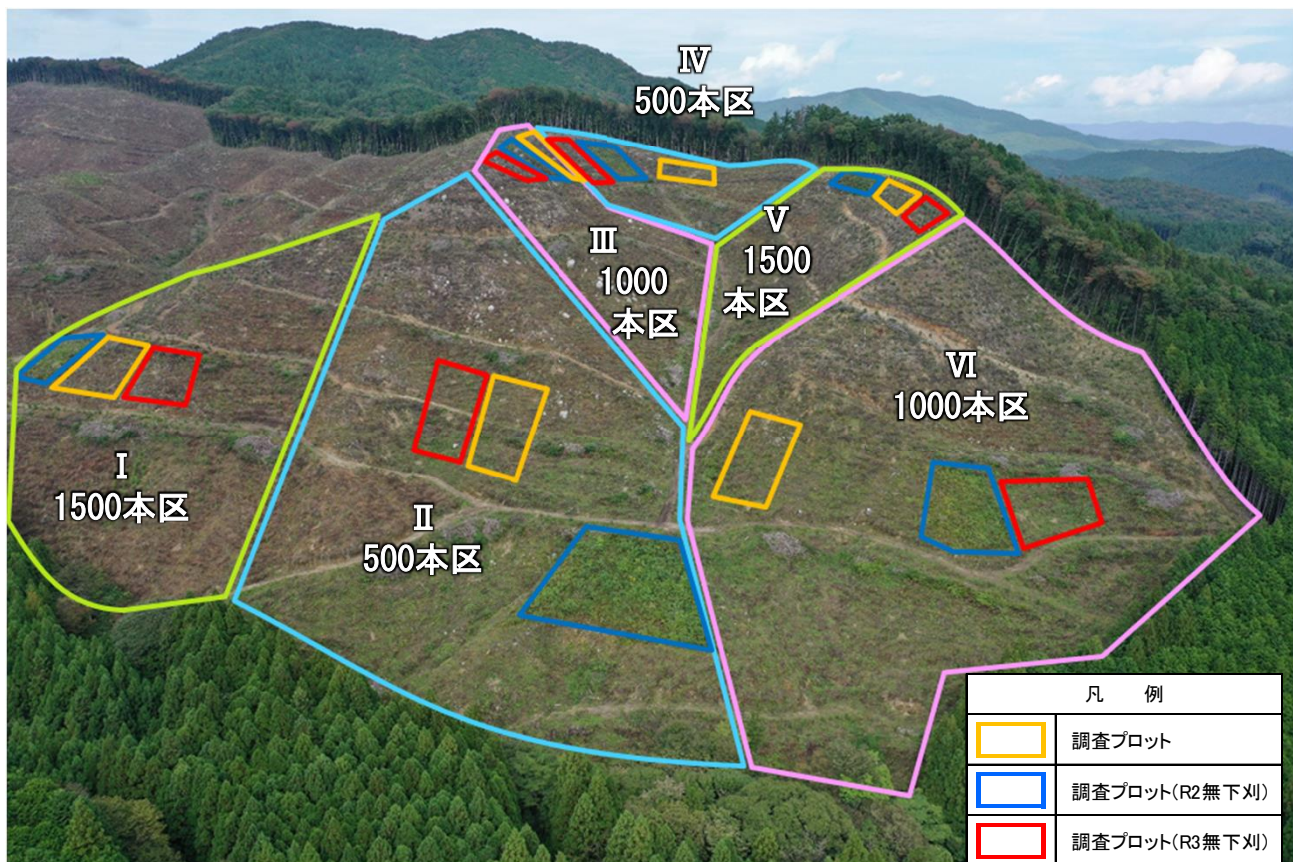 Ⅳ
500本区
Ⅲ
1000
本区
Ⅴ
1500
本区
Ⅵ
1000本区
Ⅰ
1500本区
Ⅱ
500本区
凡　例
調査プロット
調査プロット(R2無下刈)
調査プロット(R3無下刈)